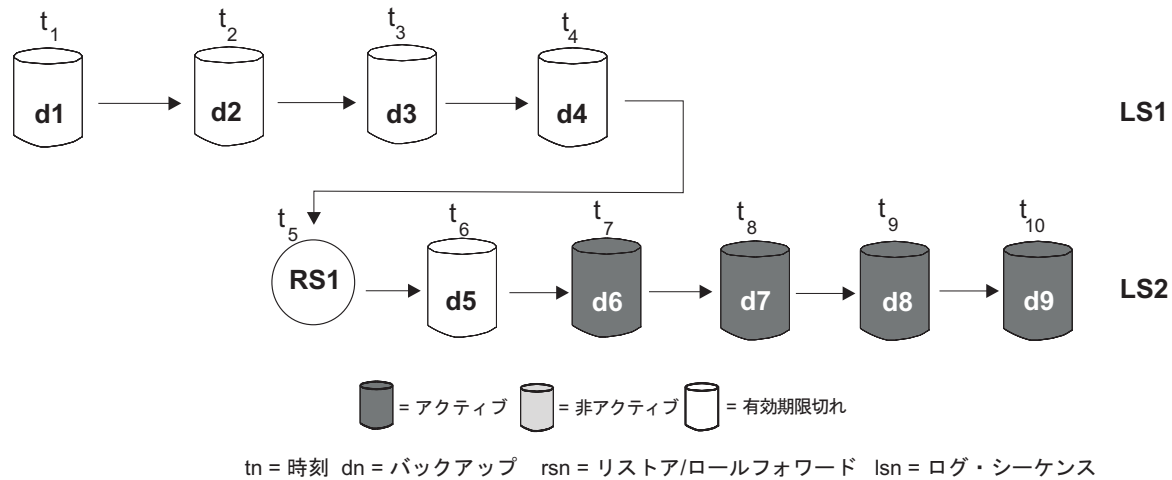 t1 t2 t3 t4
d1 d2 d3 d4 LS1
t5 t6 t7 t8 t9 t10
RS1 d5 d6 d7 d8 d9 LS2
= アクティブ = 非アクティブ = 有効期限切れ
tn = 時刻 dn = バックアップ rsn = リストア/ロールフォワード lsn = ログ・シーケンス